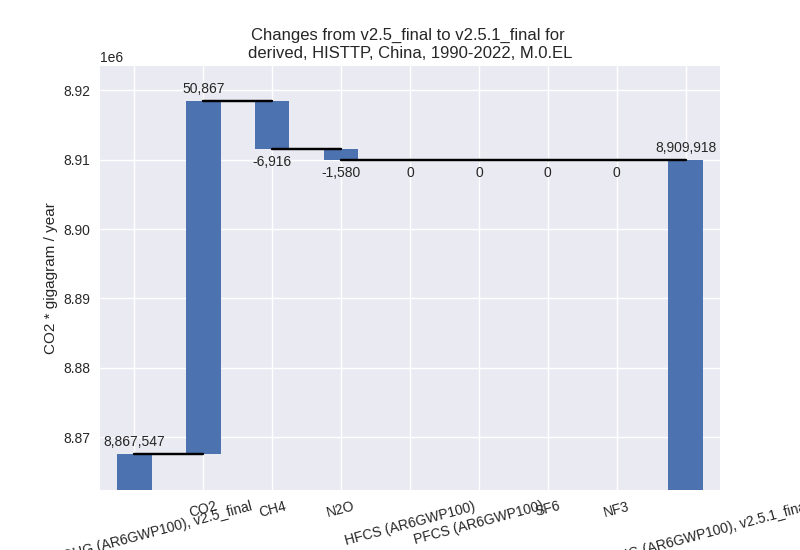 Changes from v2.5_final to v2.5.1_final for
derived, HISTTP, China, 1990-2022, M.0.EL
1e6
8.92
8.91
8.90
8.89
8.88
8.87
CO2 * gigagram / year
8,867,547
50,867
-6,916
-1,580
0
0
0
0
8,909,918
(AR6GWP100), v2.5_final
CO2
CH4
N2O
HFCS (AR6GWP100)
PFCS (AR6GWP100)
SF6
NF3
(AR6GWP100), v2.5.1_fina